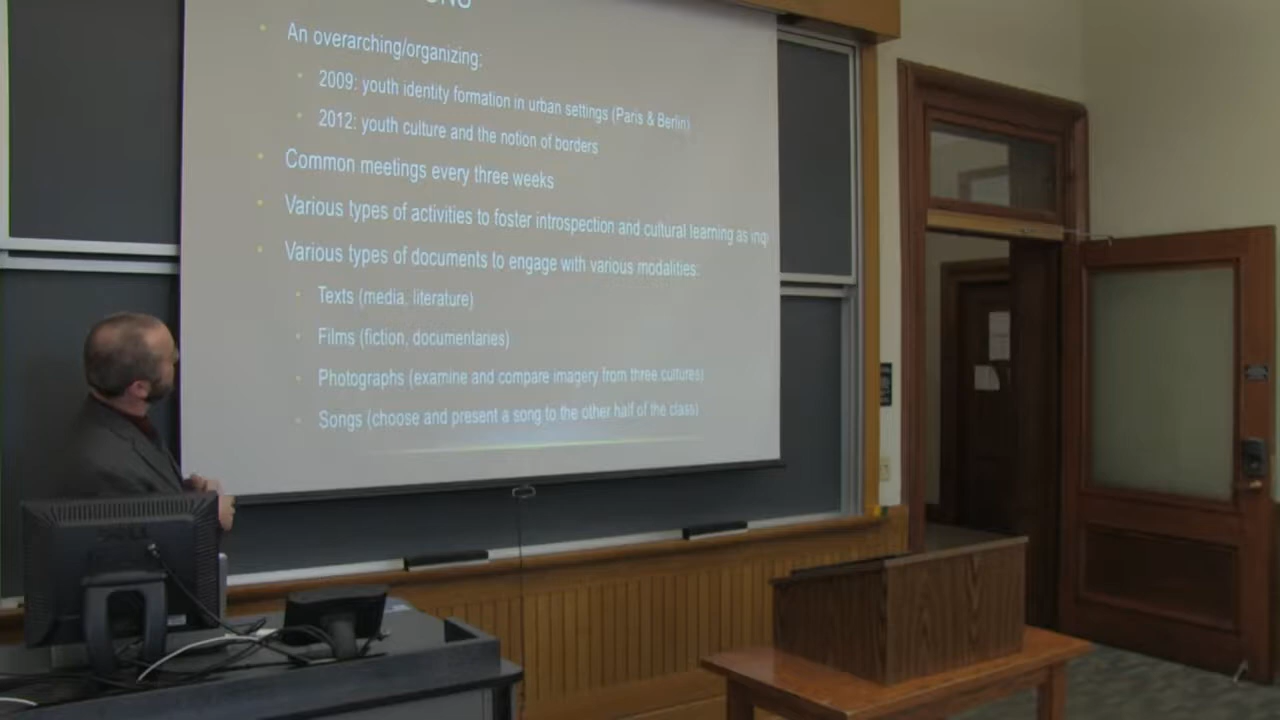 An overarching/organizing:
2009: youth identity formation in urban settings (Paris & Berlin)
2012: youth culture and the notion of borders
Common meetings every three weeks
Various types of activities to foster introspection and cultural learning as inq
Various types of documents to engage with various modalities:
Texts (media, literature)
Films (fiction, documentaries)
Photographs (examine and compare imagery from three cultures)
Songs (choose and present a song to the other half of the class)